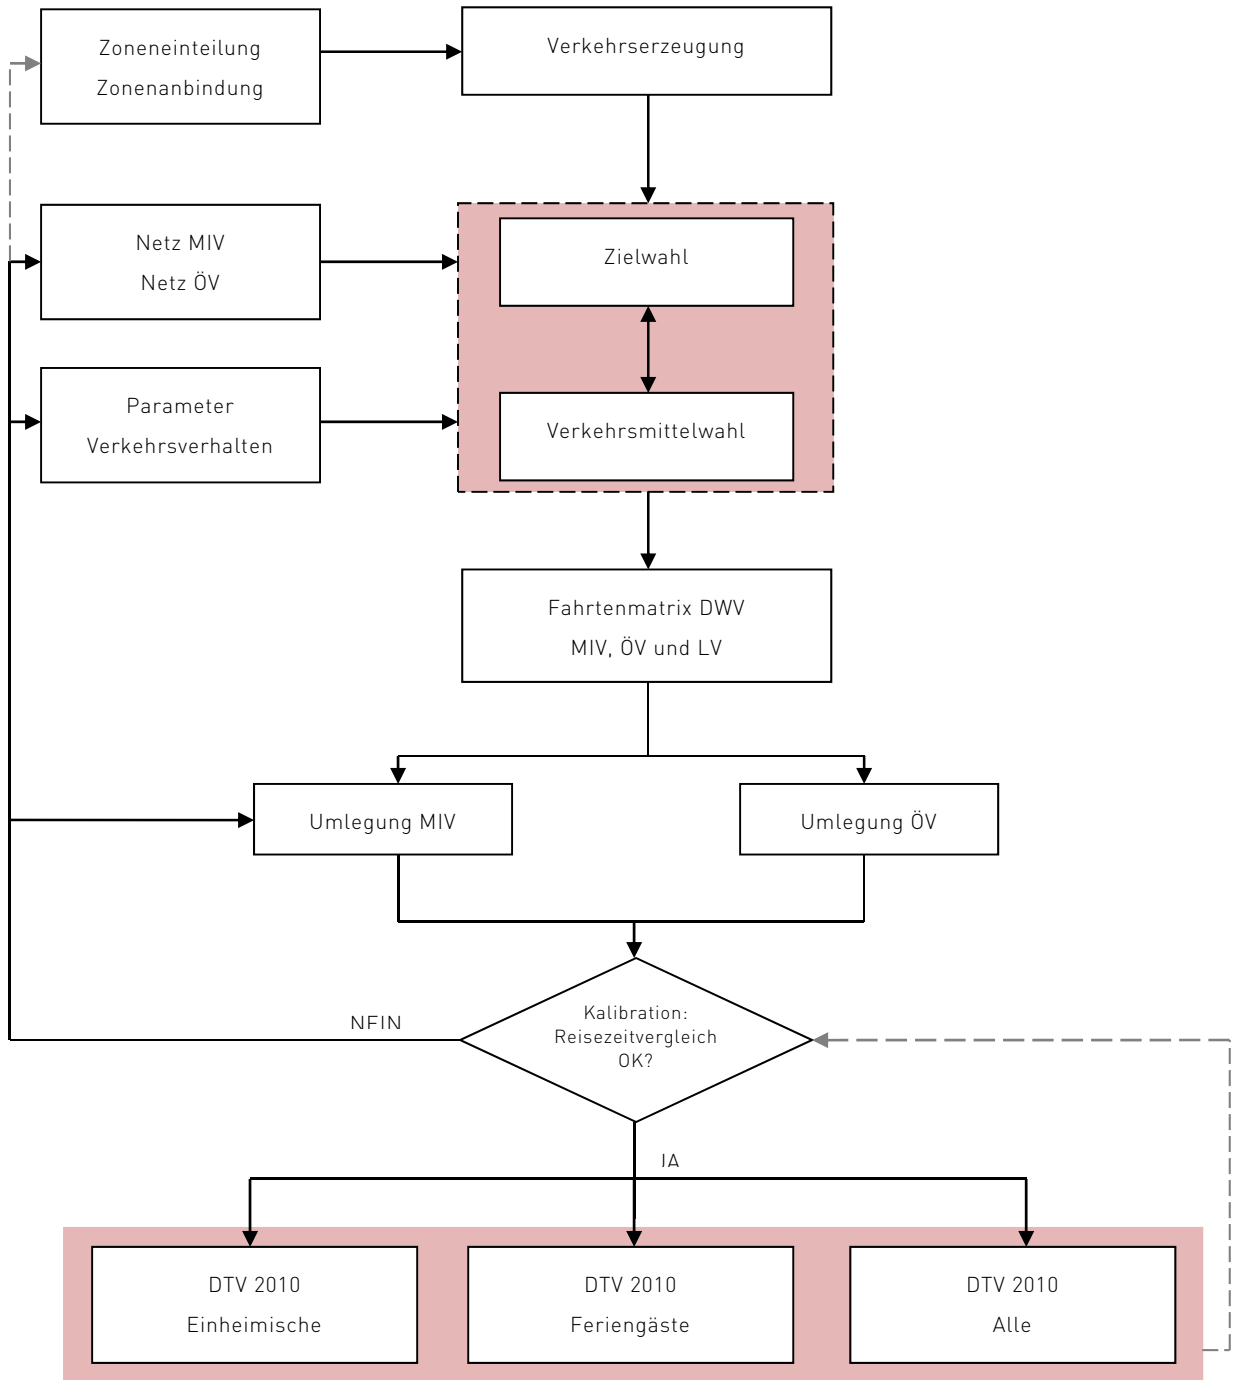 Zoneneinteilung
Zonenanbindung
Verkehrserzeugung
Netz MIV
Netz ÖV
Zielwahl
Parameter
Verkehrsverhalten
Verkehrsmittelwahl
Fahrtenmatrix DWV
MIV, ÖV und LV
Umlegung MIV
Umlegung ÖV
Kalibration:
Reisezeitvergleich
OK?
NEIN
JA
DTV 2010
Einheimische
DTV 2010
Feriengäste
DTV 2010
Alle